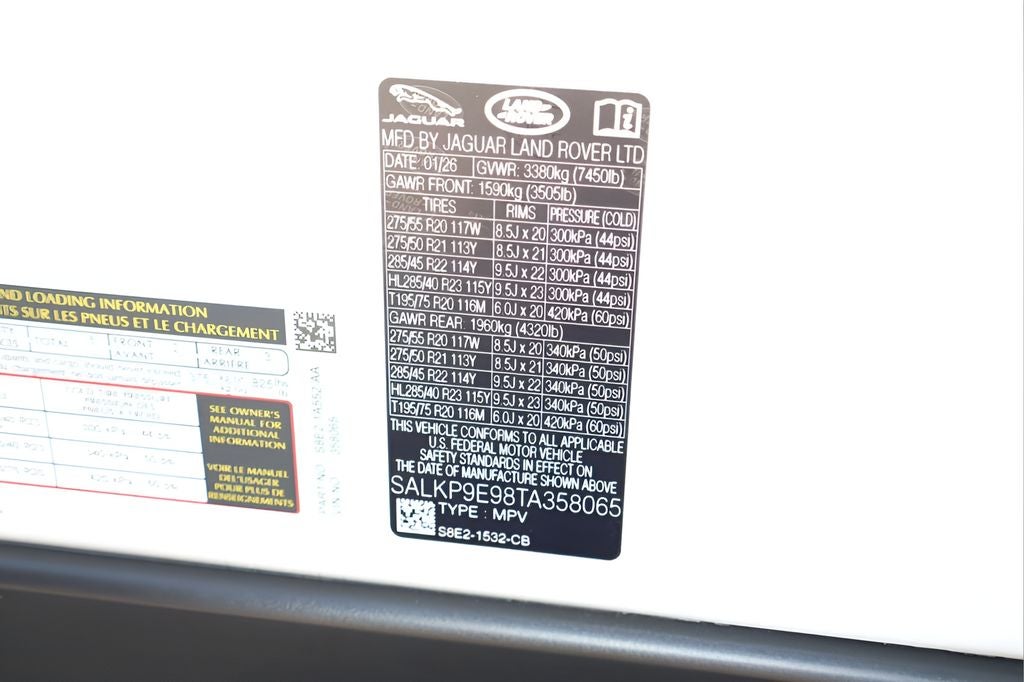 JAGUAR
LAND ROVER
MFD BY JAGUAR LAND ROVER LTD
DATE: 01/26 GVWR: 3380kg (7450lb)
GAWR FRONT: 1590kg (3505lb)
TIRES RIMS PRESSURE (COLD)
275/55 R20 117W 8.5J x 20 300kPa (44psi)
275/50 R21 113Y 8.5J x 21 300kPa (44psi)
285/45 R22 114Y 9.5J x 22 300kPa (44psi)
HL285/40 R23 115Y 9.5J x 23 300kPa (44psi)
T195/75 R20 116M 6.0J x 20 420kPa (60psi)
GAWR REAR: 1960kg (4320lb)
275/55 R20 117W 8.5J x 20 340kPa (50psi)
275/50 R21 113Y 8.5J x 21 340kPa (50psi)
285/45 R22 114Y 9.5J x 22 340kPa (50psi)
HL285/40 R23 115Y 9.5J x 23 340kPa (50psi)
T195/75 R20 116M 6.0J x 20 420kPa (60psi)
THIS VEHICLE CONFORMS TO ALL APPLICABLE
U.S. FEDERAL MOTOR VEHICLE
SAFETY STANDARDS IN EFFECT ON
THE DATE OF MANUFACTURE SHOWN ABOVE
SALKP9E98TA358065
TYPE : MPV
S8E2-1532-CB
LOADING INFORMATION
SUR LES PNEUS ET LE CHARGEMENT
TOTAL FRONT REAR 3
AVANT ARRIÈRE
SEE OWNER'S
MANUAL FOR
ADDITIONAL
INFORMATION
VOIR LE MANUEL
DE L'USAGER
POUR PLUS DE
RENSEIGNEMENTS
358065